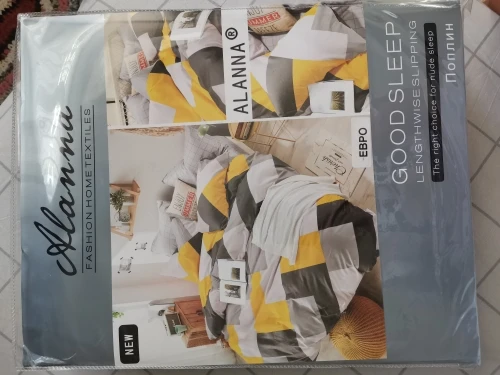 Alanna
FASHION HOME TEXTILES
NEW
ALANNA®
ЕВРО
GOOD SLEEP/
LENGTHWISE SLIPPING
The right choice for nude sleep
Поплин